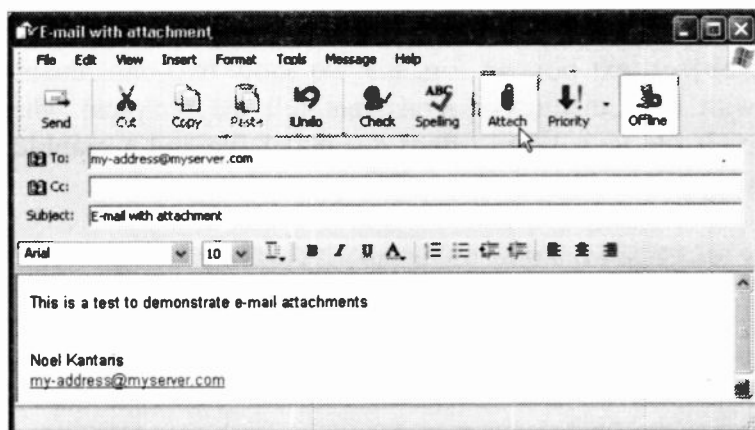 E-mail with attachment
File Edit View Insert Format Tools Message Help
ABC
Send Cut Copy Paste Undo Check Spelling Attach Priority Offline
To: my-address@myserver.com
Cc:
Subject: E-mail with attachment
Arial 10 B I U A
This is a test to demonstrate e-mail attachments
Noel Kantaris
my-address@myserver.com